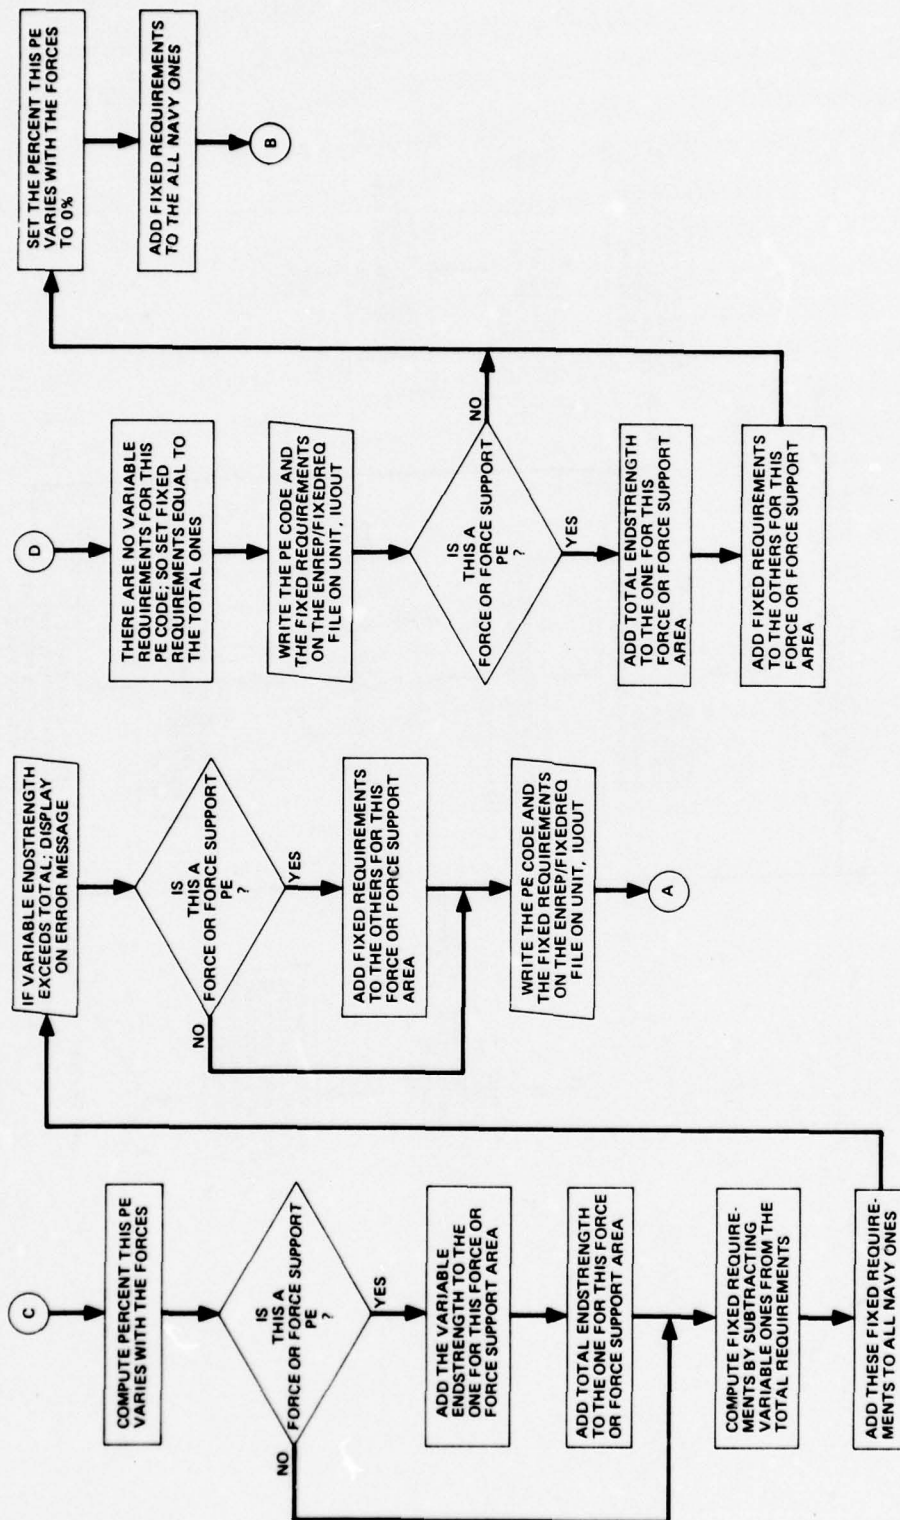 C
COMPUTE PERCENT THIS PE
VARIES WITH THE FORCES
IS
THIS A
FORCE OR FORCE SUPPORT
PE
?
NO
YES
ADD THE VARIABLE
ENDSTRENGTH TO THE
ONE FOR THIS FORCE OR
FORCE SUPPORT AREA
ADD TOTAL ENDSTRENGTH
TO THE ONE FOR THIS FORCE
OR FORCE SUPPORT AREA
COMPUTE FIXED REQUIRE-
MENTS BY SUBTRACTING
VARIABLE ONES FROM THE
TOTAL REQUIREMENTS
ADD THESE FIXED REQUIRE-
MENTS TO ALL NAVY ONES
IF VARIABLE ENDSTRENGTH
EXCEEDS TOTAL; DISPLAY
ON ERROR MESSAGE
IS
THIS A
FORCE OR FORCE SUPPORT
PE
?
NO
YES
ADD FIXED REQUIREMENTS
TO THE OTHERS FOR THIS
FORCE OR FORCE SUPPORT
AREA
WRITE THE PE CODE AND
THE FIXED REQUIREMENTS
ON THE ENREP/FIXEDREQ
FILE ON UNIT, IUOUT
A
D
THERE ARE NO VARIABLE
REQUIREMENTS FOR THIS
PE CODE; SO SET FIXED
REQUIREMENTS EQUAL TO
THE TOTAL ONES
WRITE THE PE CODE AND
THE FIXED REQUIREMENTS
ON THE ENREP/FIXEDREQ
FILE ON UNIT, IUOUT
IS
THIS A
FORCE OR FORCE SUPPORT
PE
?
NO
YES
ADD TOTAL ENDSTRENGTH
TO THE ONE FOR THIS
FORCE OR FORCE SUPPORT
AREA
ADD FIXED REQUIREMENTS
TO THE OTHERS FOR THIS
FORCE OR FORCE SUPPORT
AREA
SET THE PERCENT THIS PE
VARIES WITH THE FORCES
TO 0%
ADD FIXED REQUIREMENTS
TO THE ALL NAVY ONES
B